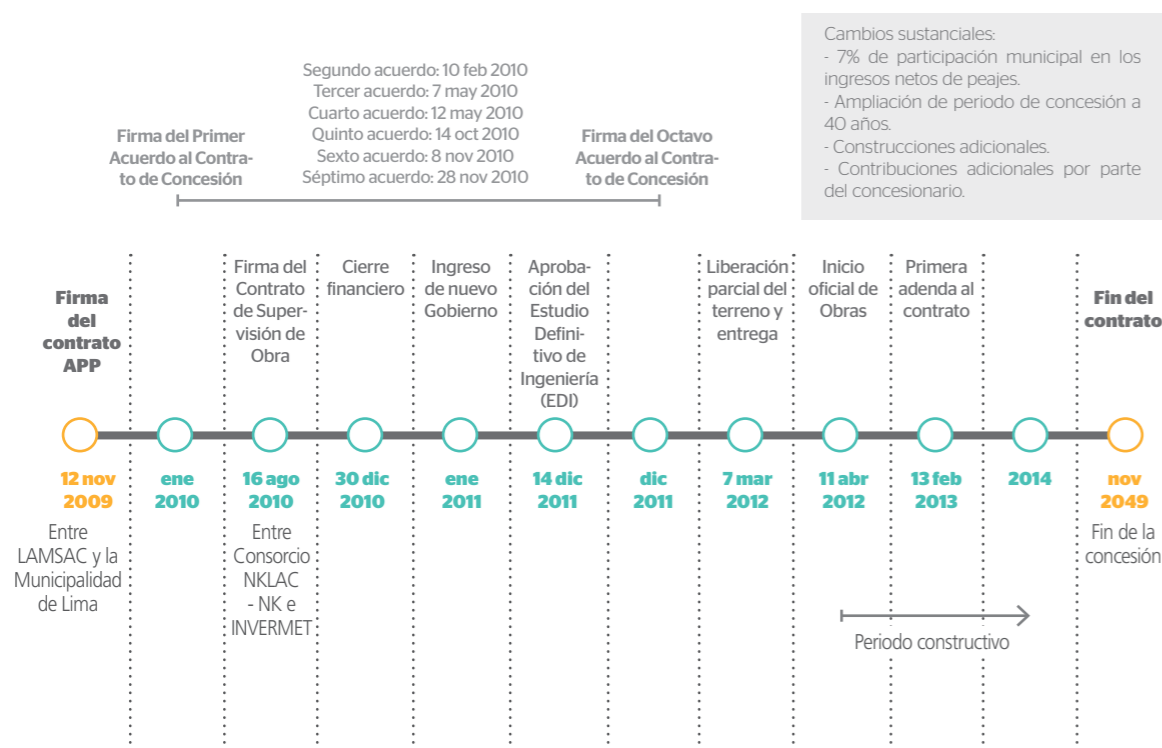 Cambios sustanciales:
- 7% de participación municipal en los
ingresos netos de peajes.
- Ampliación de periodo de concesión a
40 años.
- Construcciones adicionales.
- Contribuciones adicionales por parte
del concesionario.
Firma del Primer
Acuerdo al Contra-
to de Concesión
Segundo acuerdo: 10 feb 2010
Tercer acuerdo: 7 may 2010
Cuarto acuerdo: 12 may 2010
Quinto acuerdo: 14 oct 2010
Sexto acuerdo: 8 nov 2010
Séptimo acuerdo: 28 nov 2010
Firma del Octavo
Acuerdo al Contra-
to de Concesión
Firma
del
contrato
APP
Firma del
Contrato
de Super-
visión de
Obra
Cierre
financiero
Ingreso
de nuevo
Gobierno
Aproba-
ción del
Estudio
Defini-
tivo de
Ingeniería
(EDI)
Liberación
parcial del
terreno y
entrega
Inicio
oficial de
Obras
Primera
adenda al
contrato
Fin del
contrato
12 nov
2009
ene
2010
16 ago
2010
30 dic
2010
ene
2011
14 dic
2011
dic
2011
7 mar
2012
11 abr
2012
13 feb
2013
2014
nov
2049
Entre
LAMSAC y la
Municipalidad
de Lima
Entre
Consorcio
NKLAC
- NK e
INVERMET
Fin de la
concesión
Periodo constructivo